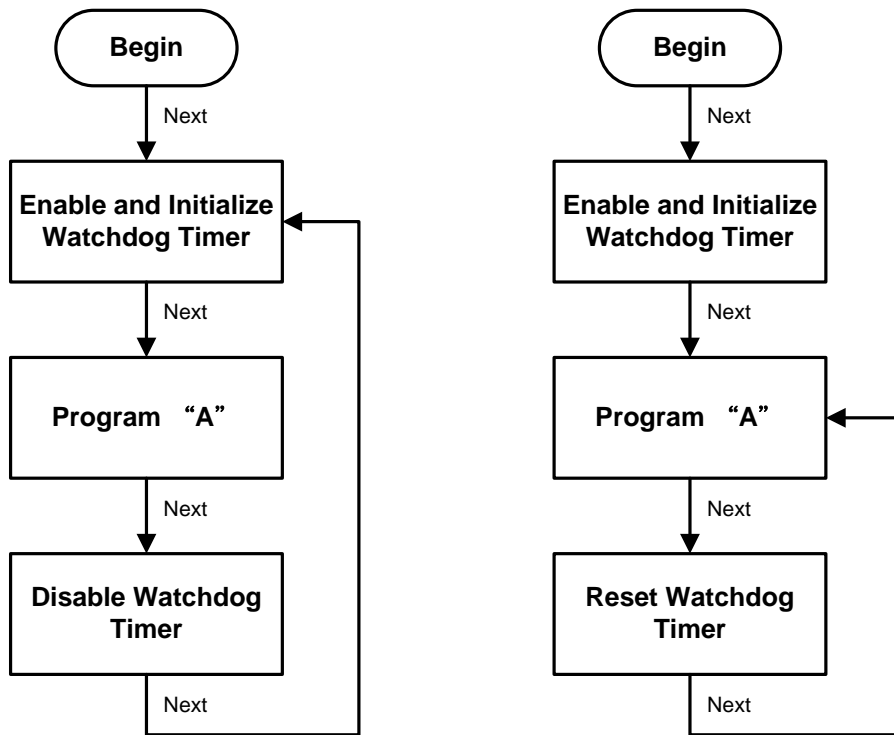 Begin
Next
Enable and Initialize
Watchdog Timer
Next
Program “A”
Next
Disable Watchdog
Timer
Next
Begin
Next
Enable and Initialize
Watchdog Timer
Next
Program “A”
Next
Reset Watchdog
Timer
Next